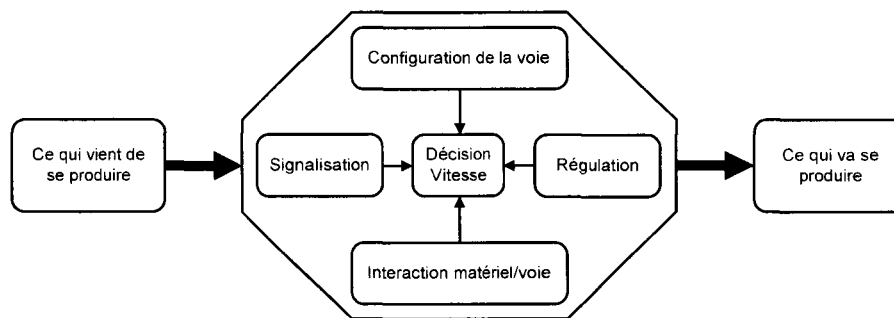 Configuration de la voie
Ce qui vient de
se produire
Signalisation
Décision
Vitesse
Régulation
Ce qui va se
produire
Interaction matériel/voie